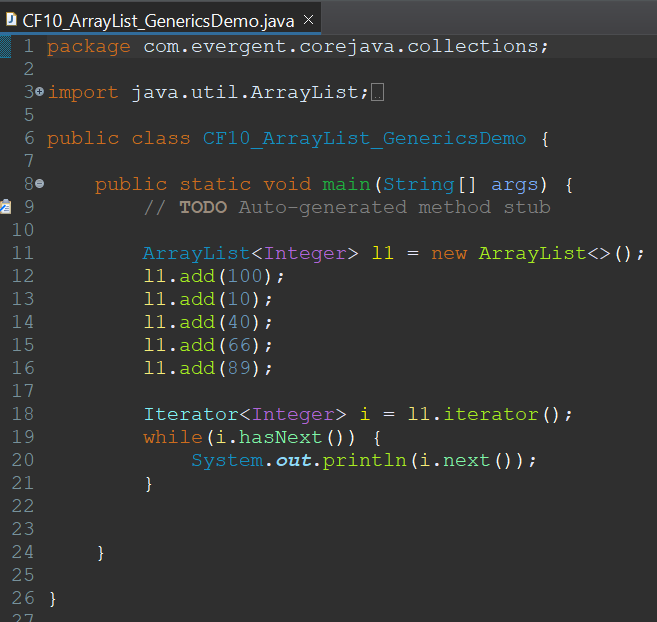 CF10_ArrayList_GenericsDemo.java
1 package com.evergent.corejava.collections;
2
3 import java.util.ArrayList;
5
6 public class CF10_ArrayList_GenericsDemo {
7
8 public static void main(String[] args) {
9 // TODO Auto-generated method stub
10
11 ArrayList<Integer> l1 = new ArrayList<>();
12 l1.add(100);
13 l1.add(10);
14 l1.add(40);
15 l1.add(66);
16 l1.add(89);
17
18 Iterator<Integer> i = l1.iterator();
19 while(i.hasNext()) {
20 System.out.println(i.next());
21 }
22
23
24 }
25
26 }
27